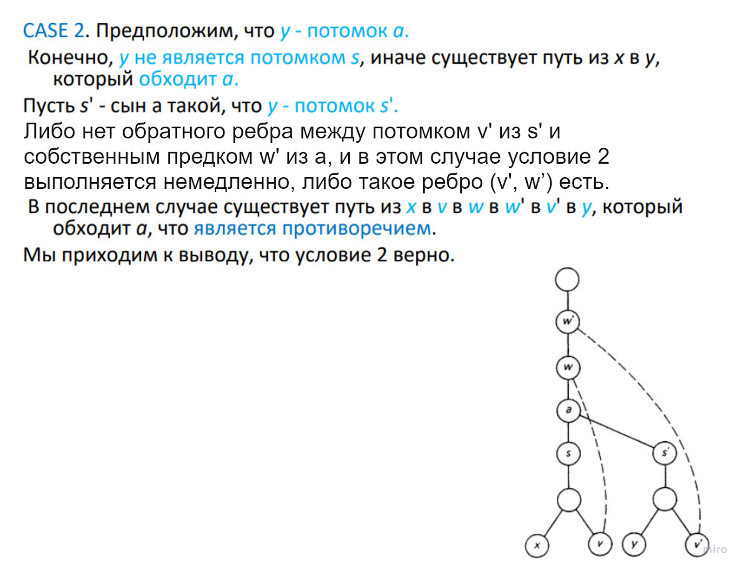 CASE 2. Предположим, что y - потомок a.
Конечно, y не является потомком s, иначе существует путь из x в y,
который обходит a.
Пусть s' - сын a такой, что y - потомок s'.
Либо нет обратного ребра между потомком v' из s' и
собственным предком w' из a, и в этом случае условие 2
выполняется немедленно, либо такое ребро (v', w’) есть.
В последнем случае существует путь из x в v в w в w' в v' в y, который
обходит a, что является противоречием.
Мы приходим к выводу, что условие 2 верно.
w'
w
a
s s'
x v y v'
miro